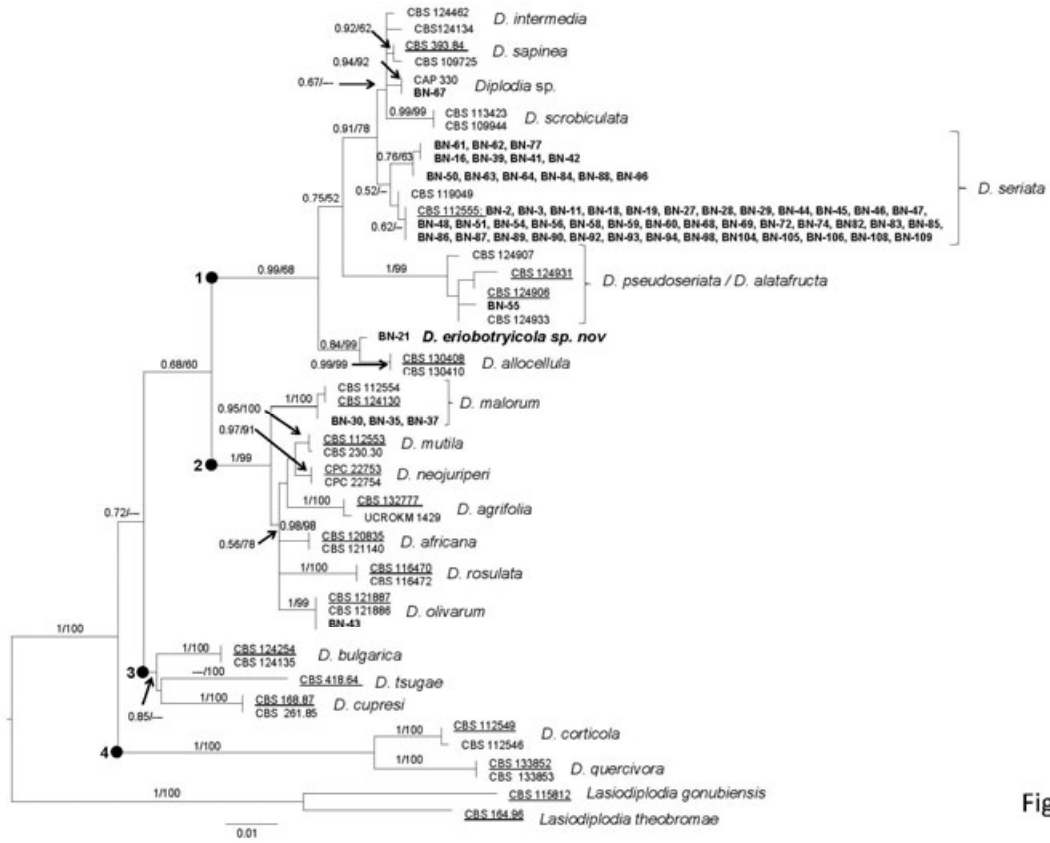 CBS 124462
D. intermedia
0.92/62
CBS124134
CBS 393.84
D. sapinea
0.94/92
CBS 109725
0.67/---
CAP 330
Diplodia sp.
BN-67
0.99/99
CBS 113423
D. scrobiculata
CBS 109944
0.91/78
BN-61, BN-62, BN-77
0.76/63
BN-16, BN-39, BN-41, BN-42
BN-50, BN-63, BN-64, BN-84, BN-88, BN-96
D. seriata
0.52/--
CBS 119049
0.75/52
CBS 112555; BN-2, BN-3, BN-11, BN-18, BN-19, BN-27, BN-28, BN-29, BN-44, BN-45, BN-46, BN-47,
0.62/--
BN-48, BN-51, BN-54, BN-56, BN-58, BN-59, BN-60, BN-68, BN-69, BN-72, BN-74, BN82, BN-83, BN-85,
BN-86, BN-87, BN-89, BN-90, BN-92, BN-93, BN-94, BN-98, BN104, BN-105, BN-106, BN-108, BN-109
CBS 124907
1/99
CBS 124931
D. pseudoseriata / D. alatafructa
1
0.99/68
CBS 124906
BN-55
CBS 124933
BN-21
D. eriobotryicola sp. nov
0.84/99
0.99/99
CBS 130408
D. allocellula
CBS 130410
0.68/60
CBS 112554
1/100
CBS 124130
D. malorum
BN-30, BN-35, BN-37
0.95/100
0.97/91
CBS 112553
D. mutila
CBS 230.30
2
1/99
CPC 22753
D. neojuriperi
CPC 22754
1/100
CBS 132777
D. agrifolia
UCROKM 1429
0.72/---
0.98/98
0.56/78
CBS 120835
D. africana
CBS 121140
1/100
CBS 116470
D. rosulata
CBS 116472
1/99
CBS 121887
CBS 121886
D. olivarum
BN-43
1/100
1/100
CBS 124254
D. bulgarica
CBS 124135
3
---/100
CBS 418.64
D. tsugae
1/100
CBS 168.87
D. cupresi
CBS 261.85
0.85/---
CBS 112549
D. corticola
1/100
CBS 112546
4
1/100
1/100
CBS 133852
D. quercivora
CBS 133853
1/100
CBS 115812
Lasiodiplodia gonubiensis
CBS 164.96
Lasiodiplodia theobromae
0.01
Fig